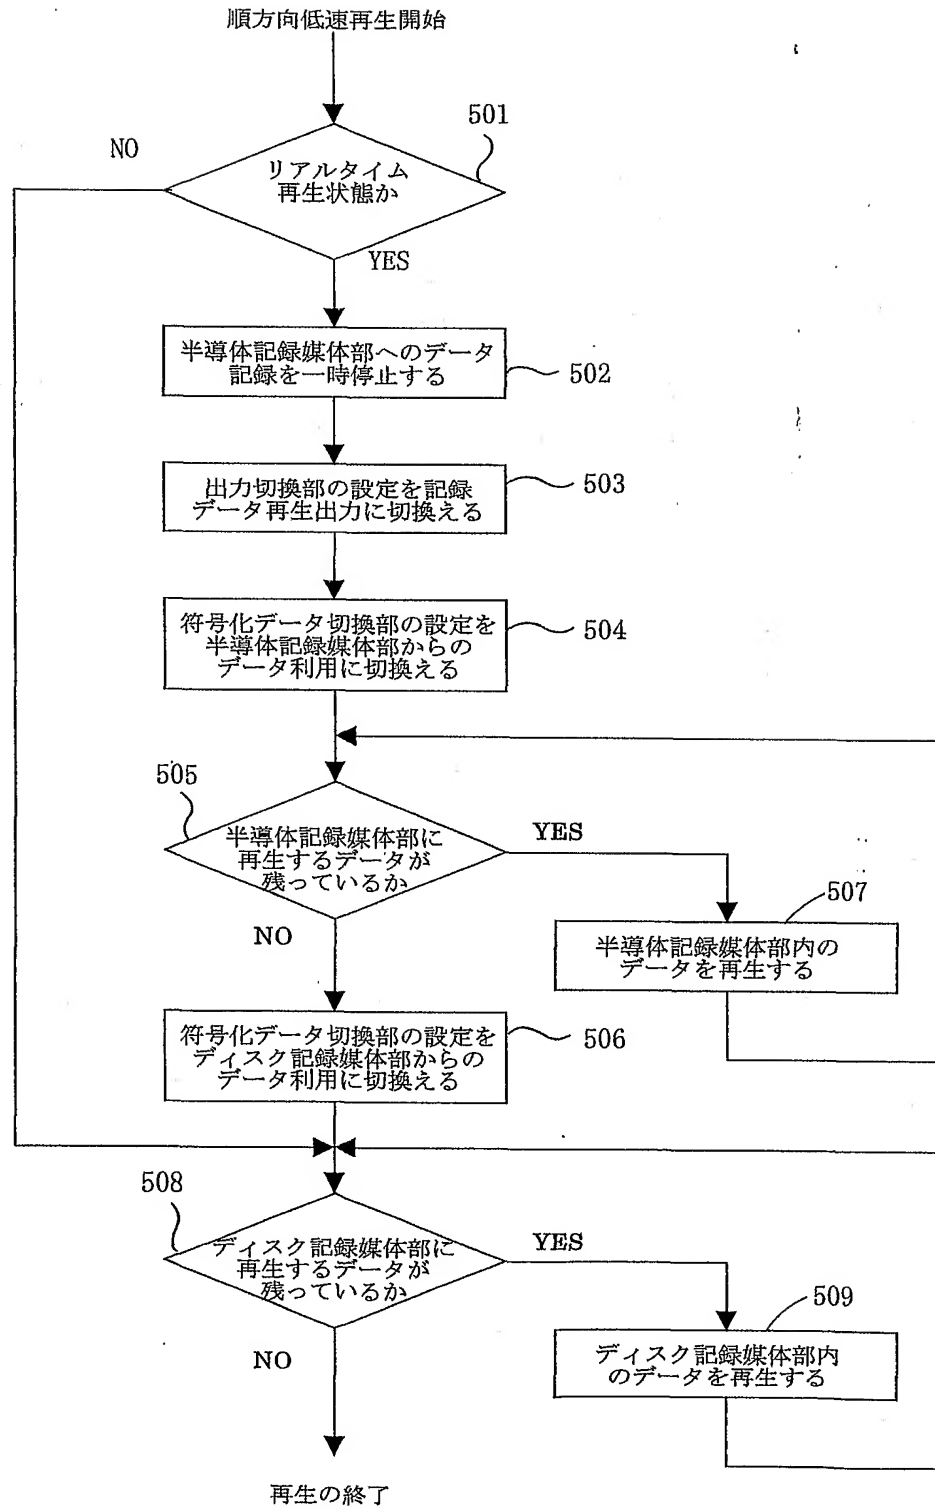 順方向低速再生開始
501
NO
リアルタイム
再生状態か
YES
半導体記録媒体部へのデータ
記録を一時停止する
502
出力切換部の設定を記録
データ再生出力に切換える
503
符号化データ切換部の設定を
半導体記録媒体部からの
データ利用に切換える
504
505
半導体記録媒体部に
再生するデータが
残っているか
YES
NO
507
半導体記録媒体部内の
データを再生する
符号化データ切換部の設定を
ディスク記録媒体部からの
データ利用に切換える
506
508
ディスク記録媒体部に
再生するデータが
残っているか
YES
NO
509
ディスク記録媒体部内
のデータを再生する
再生の終了